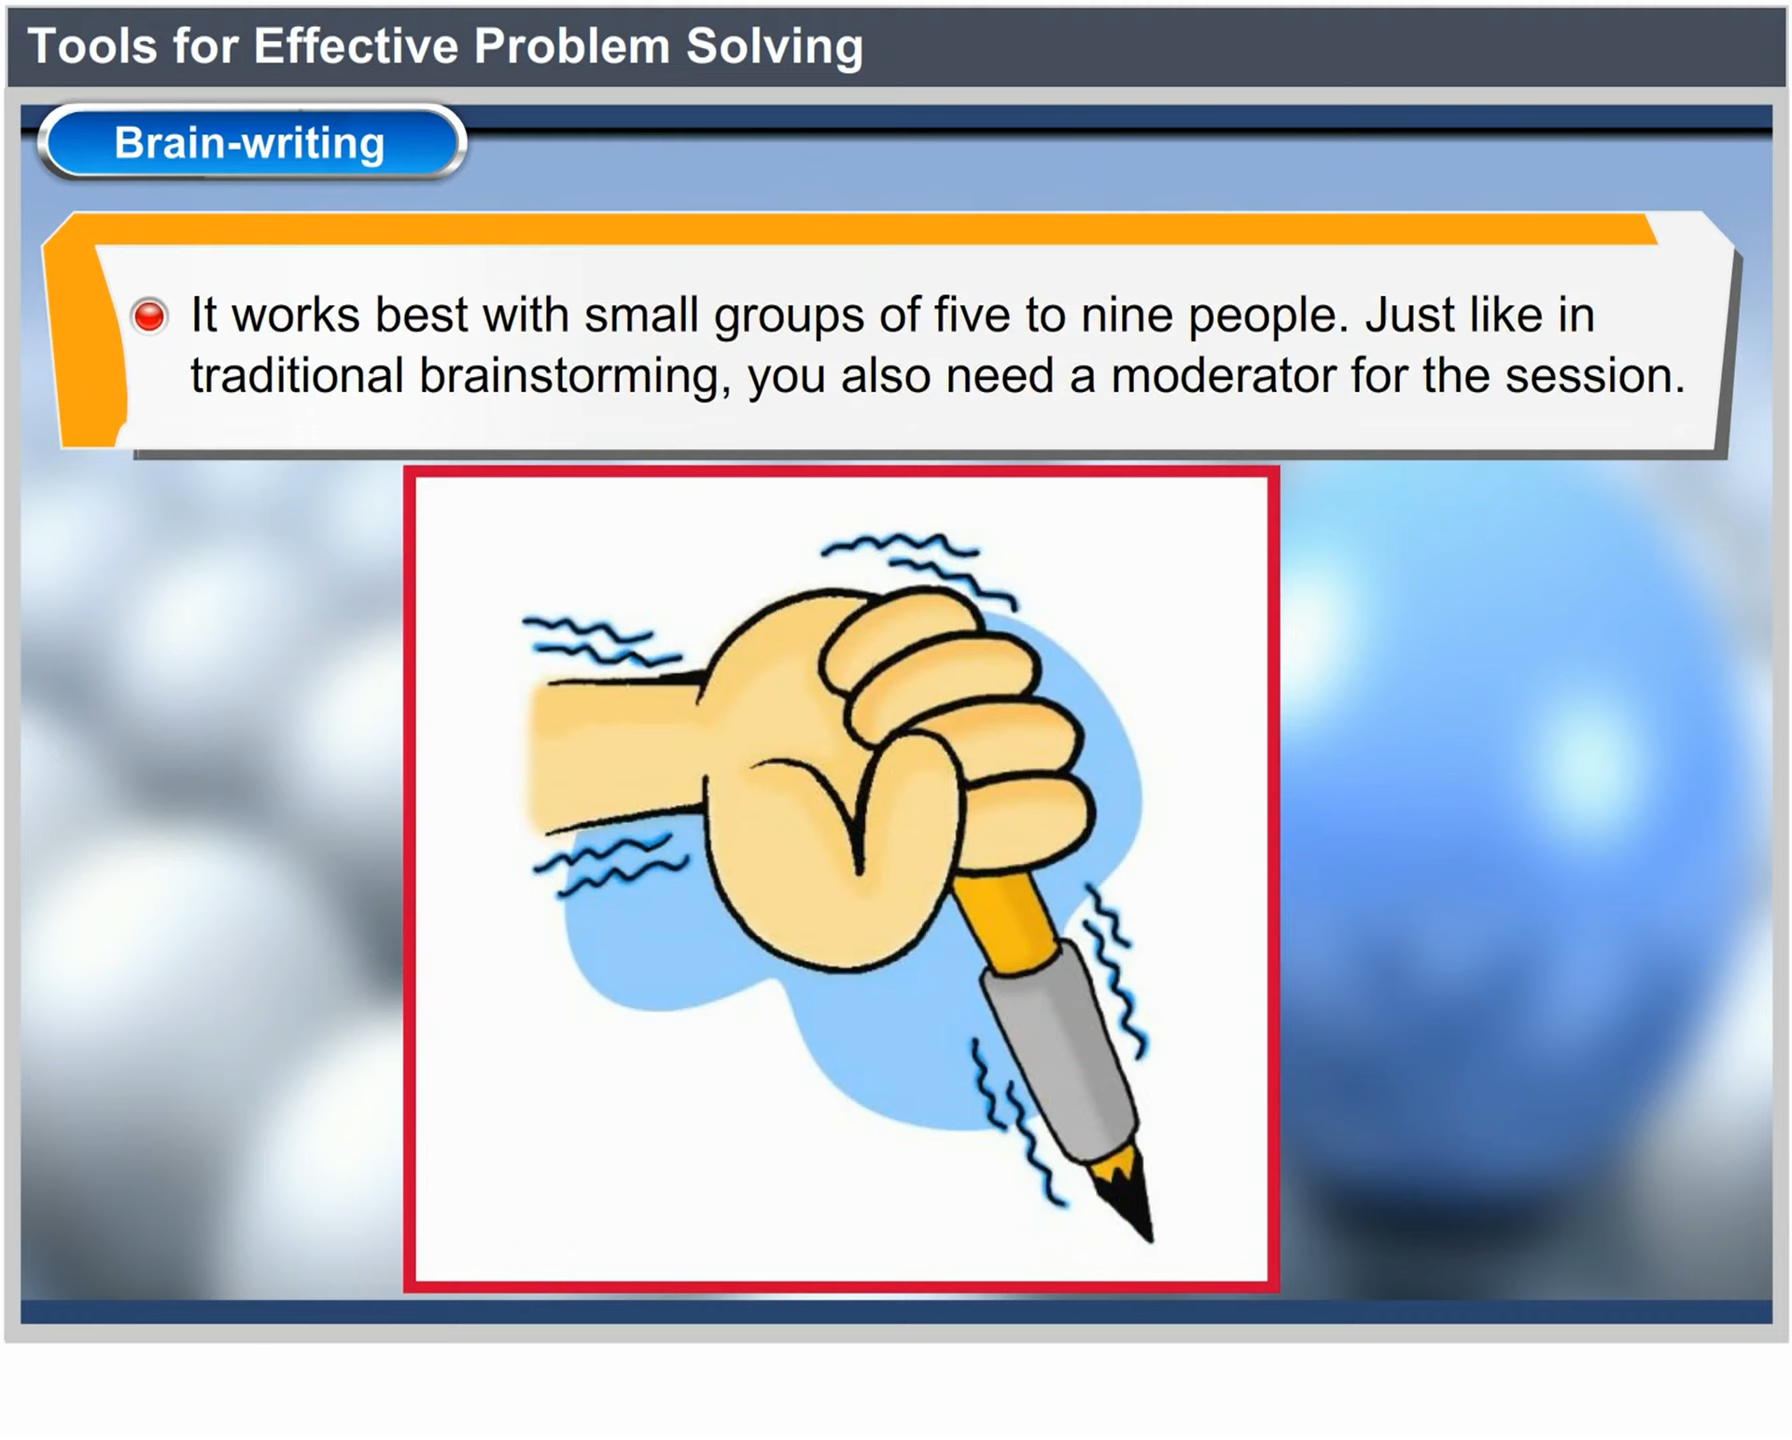 Tools for Effective Problem Solving
Brain-writing
It works best with small groups of five to nine people. Just like in
traditional brainstorming, you also need a moderator for the session.